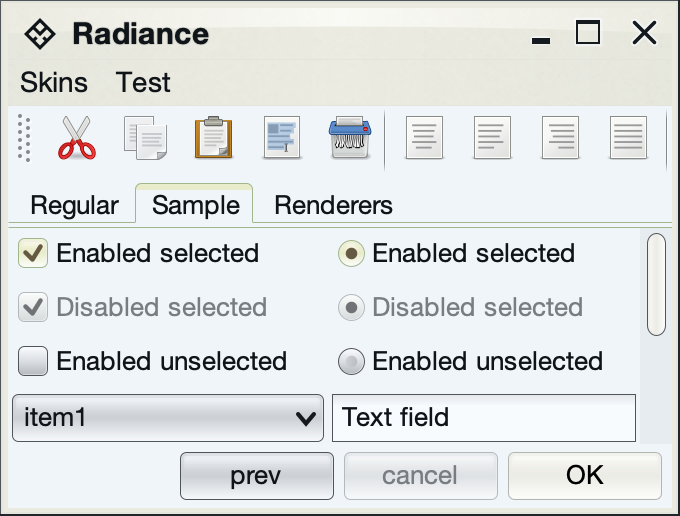 Radiance
Skins Test
Regular Sample Renderers
Enabled selected Enabled selected
Disabled selected Disabled selected
Enabled unselected Enabled unselected
item1 Text field
prev cancel OK